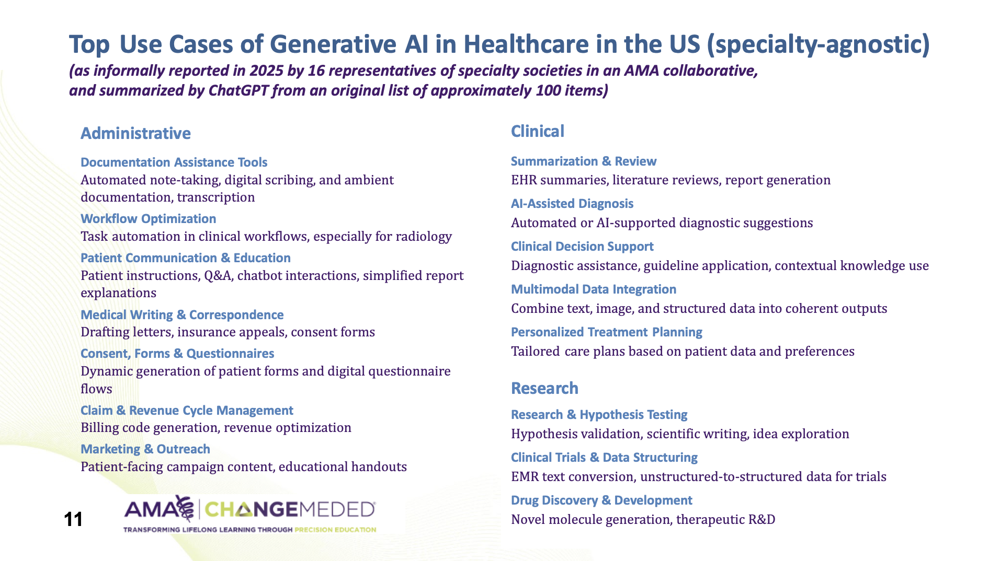 Top Use Cases of Generative AI in Healthcare in the US (specialty-agnostic)
(as informally reported in 2025 by 16 representatives of specialty societies in an AMA collaborative,
and summarized by ChatGPT from an original list of approximately 100 items)
Administrative
Documentation Assistance Tools
Automated note-taking, digital scribing, and ambient
documentation, transcription
Workflow Optimization
Task automation in clinical workflows, especially for radiology
Patient Communication & Education
Patient instructions, Q&A, chatbot interactions, simplified report
explanations
Medical Writing & Correspondence
Drafting letters, insurance appeals, consent forms
Consent, Forms & Questionnaires
Dynamic generation of patient forms and digital questionnaire
flows
Claim & Revenue Cycle Management
Billing code generation, revenue optimization
Marketing & Outreach
Patient-facing campaign content, educational handouts
Clinical
Summarization & Review
EHR summaries, literature reviews, report generation
AI-Assisted Diagnosis
Automated or AI-supported diagnostic suggestions
Clinical Decision Support
Diagnostic assistance, guideline application, contextual knowledge use
Multimodal Data Integration
Combine text, image, and structured data into coherent outputs
Personalized Treatment Planning
Tailored care plans based on patient data and preferences
Research
Research & Hypothesis Testing
Hypothesis validation, scientific writing, idea exploration
Clinical Trials & Data Structuring
EMR text conversion, unstructured-to-structured data for trials
Drug Discovery & Development
Novel molecule generation, therapeutic R&D
11
AMA | CHANGEMEDED®
TRANSFORMING LIFELONG LEARNING THROUGH PRECISION EDUCATION